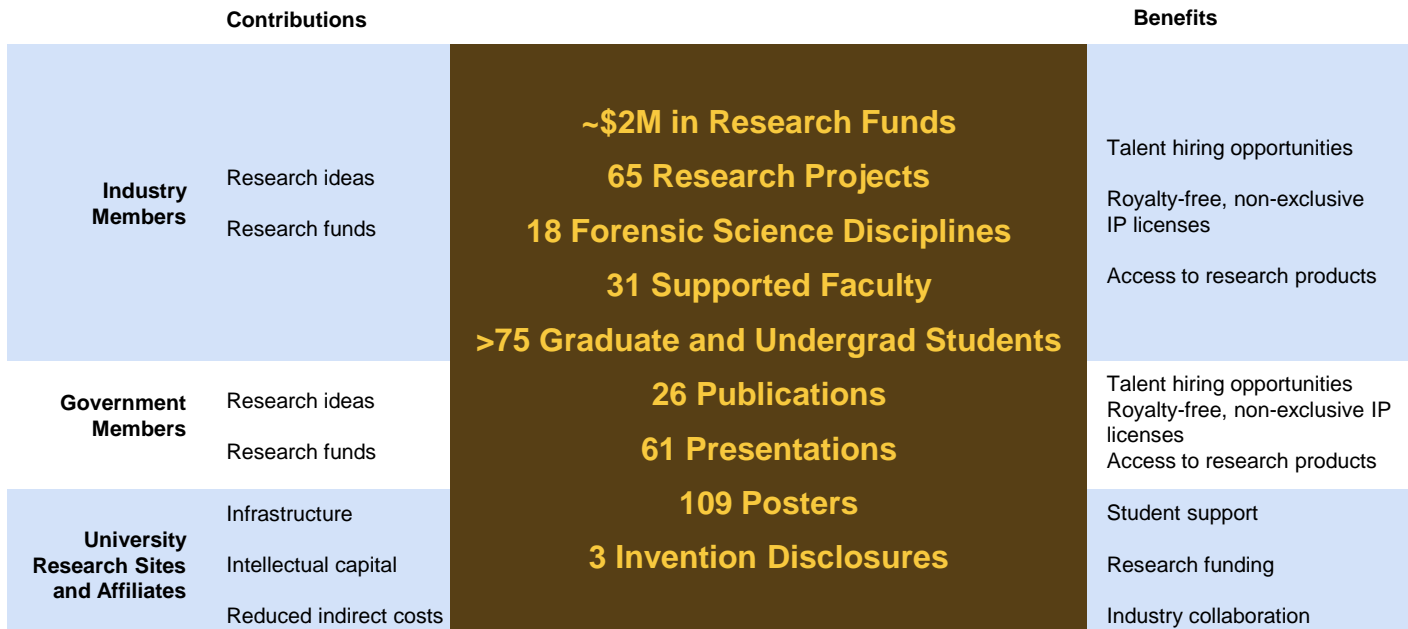 Contributions
Benefits
Industry
Members
Research ideas
Research funds
~$2M in Research Funds
65 Research Projects
18 Forensic Science Disciplines
31 Supported Faculty
>75 Graduate and Undergrad Students
26 Publications
61 Presentations
109 Posters
3 Invention Disclosures
Talent hiring opportunities
Royalty-free, non-exclusive
IP licenses
Access to research products
Government
Members
Research ideas
Research funds
Talent hiring opportunities
Royalty-free, non-exclusive IP
licenses
Access to research products
University
Research Sites
and Affiliates
Infrastructure
Intellectual capital
Reduced indirect costs
Student support
Research funding
Industry collaboration